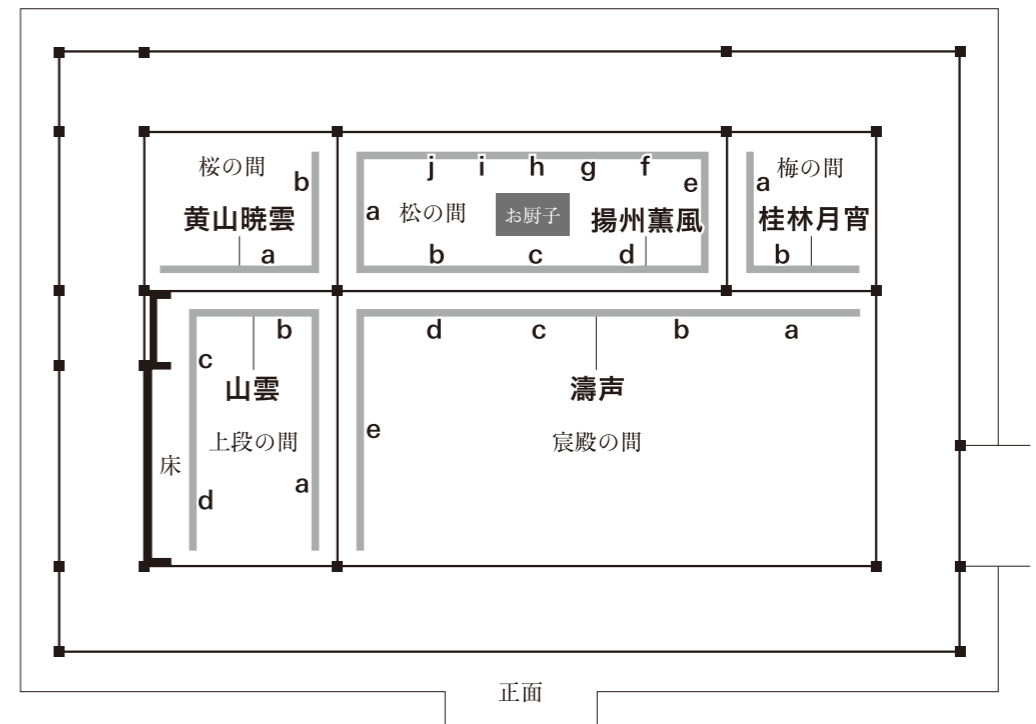 桜の間
b
黄山暁雲
a
j i h g f
e
a
松の間
お厨子
揚州薫風
b c d
a
梅の間
桂林月宵
b
b
c
山雲
上段の間
床
a
d
d c b a
濤声
e
宸殿の間
正面